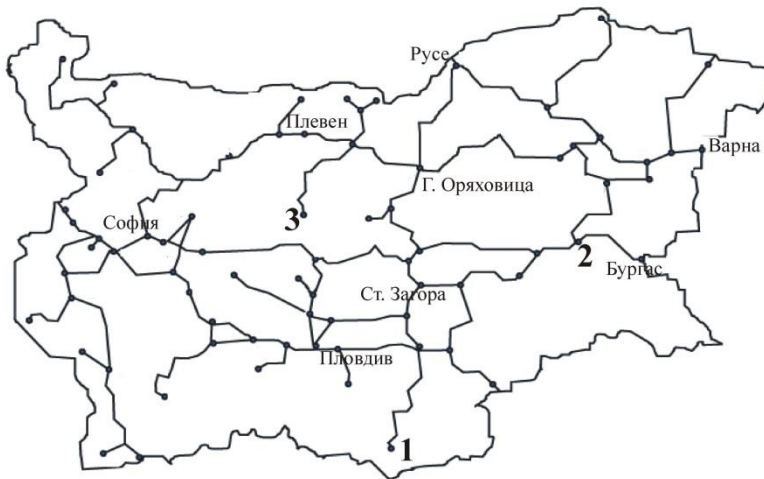 Русе
Плевен
Варна
Г. Оряховица
3
София
2
Бургас
Ст. Загора
Пловдив
1